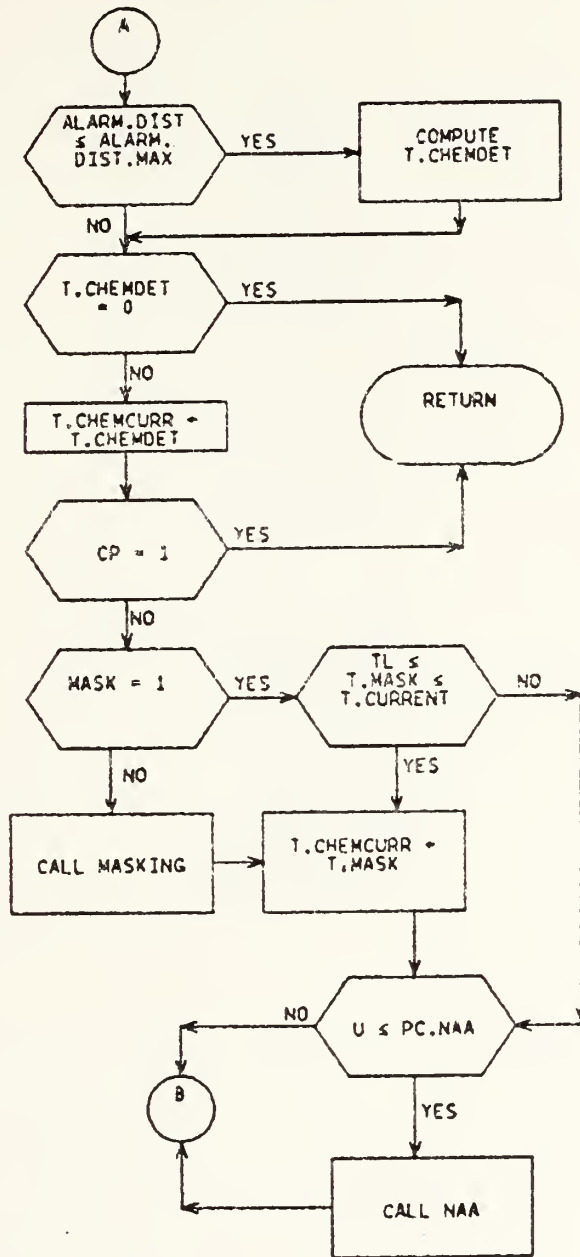 A
ALARM.DIST
≤ ALARM.
DIST.MAX
YES
COMPUTE
T.CHEMDET
NO
T.CHEMDET
= 0
YES
NO
RETURN
T.CHEMCURR ←
T.CHEMDET
CP = 1
YES
NO
MASK = 1
YES
TL ≤
T.MASK ≤
T.CURRENT
NO
NO
YES
CALL MASKING
T.CHEMCURR ←
T.MASK
NO
U ≤ PC.NAA
B
YES
CALL NAA